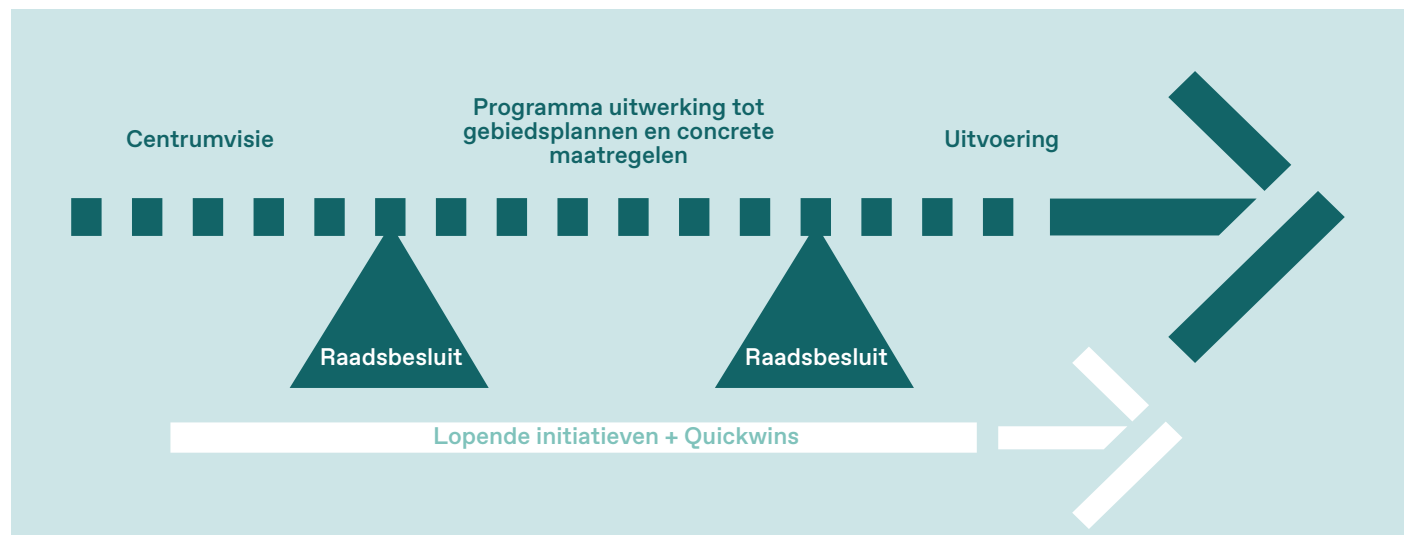 Centrumvisie
Programma uitwerking tot
gebiedsplannen en concrete
maatregelen
Uitvoering
Raadsbesluit
Raadsbesluit
Lopende initiatieven + Quickwins